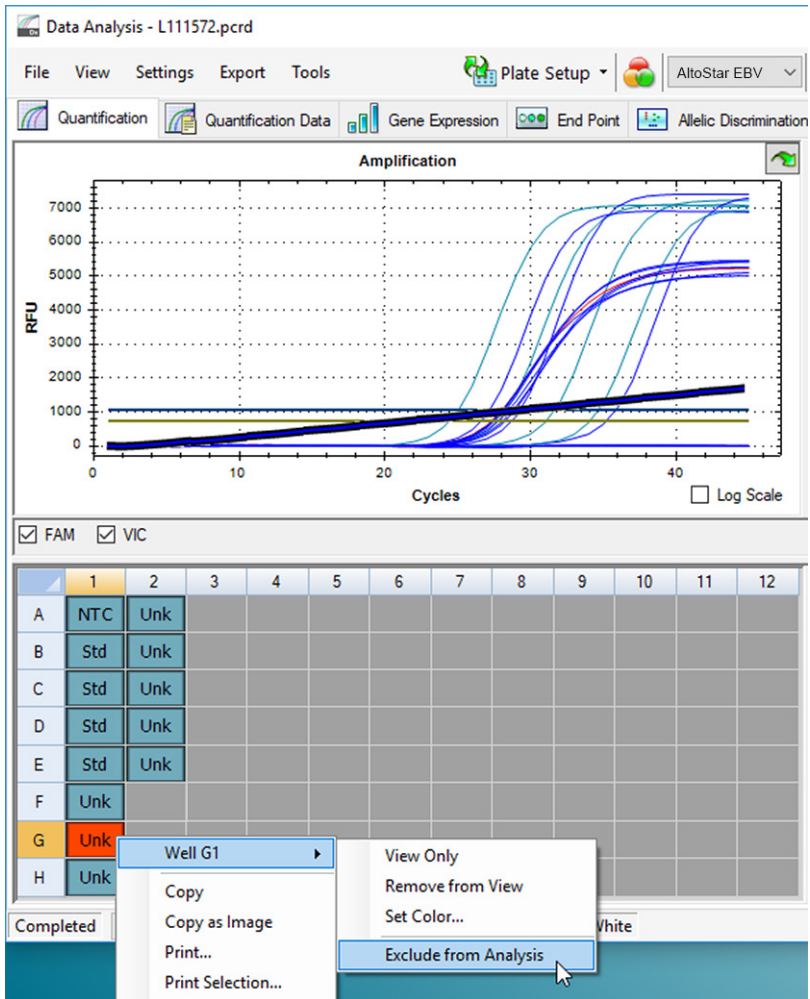 Data Analysis - L111572.pcrd
File View Settings Export Tools Plate Setup AltoStar EBV
Quantification Quantification Data Gene Expression End Point Allelic Discrimination
Amplification
7000
6000
5000
4000
3000
2000
1000
0
RFU
0 10 20 30 40
Cycles
Log Scale
FAM VIC
1 2 3 4 5 6 7 8 9 10 11 12
A NTC Unk
B Std Unk
C Std Unk
D Std Unk
E Std Unk
F Unk
G Unk
H Unk
Well G1
Copy
Copy as Image
Print...
Print Selection...
View Only
Remove from View
Set Color...
Exclude from Analysis
Completed